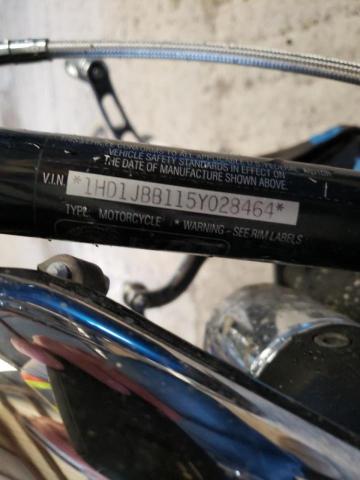 VEHICLE SAFETY STANDARDS IN EFFECT ON
THE DATE OF MANUFACTURE SHOWN ABOVE.
V.I.N. *1HD1JBB115Y028464*
TYPE MOTORCYCLE * WARNING - SEE RIM LABELS